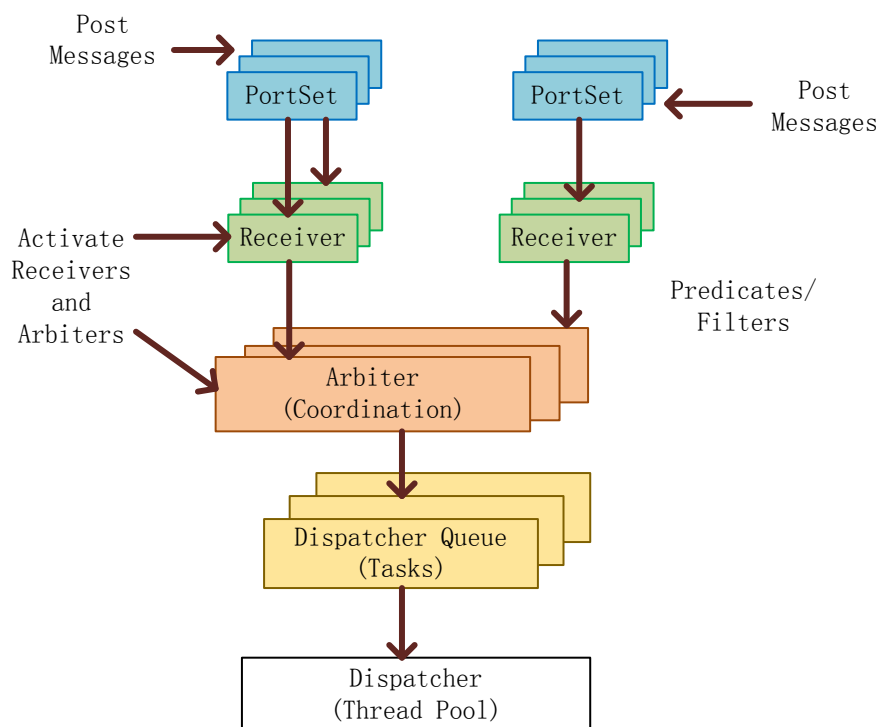 Post
Messages
PortSet
PortSet
Post
Messages
Activate
Receivers
and
Arbiters
Receiver
Receiver
Predicates/
Filters
Arbiter
(Coordination)
Dispatcher Queue
(Tasks)
Dispatcher
(Thread Pool)